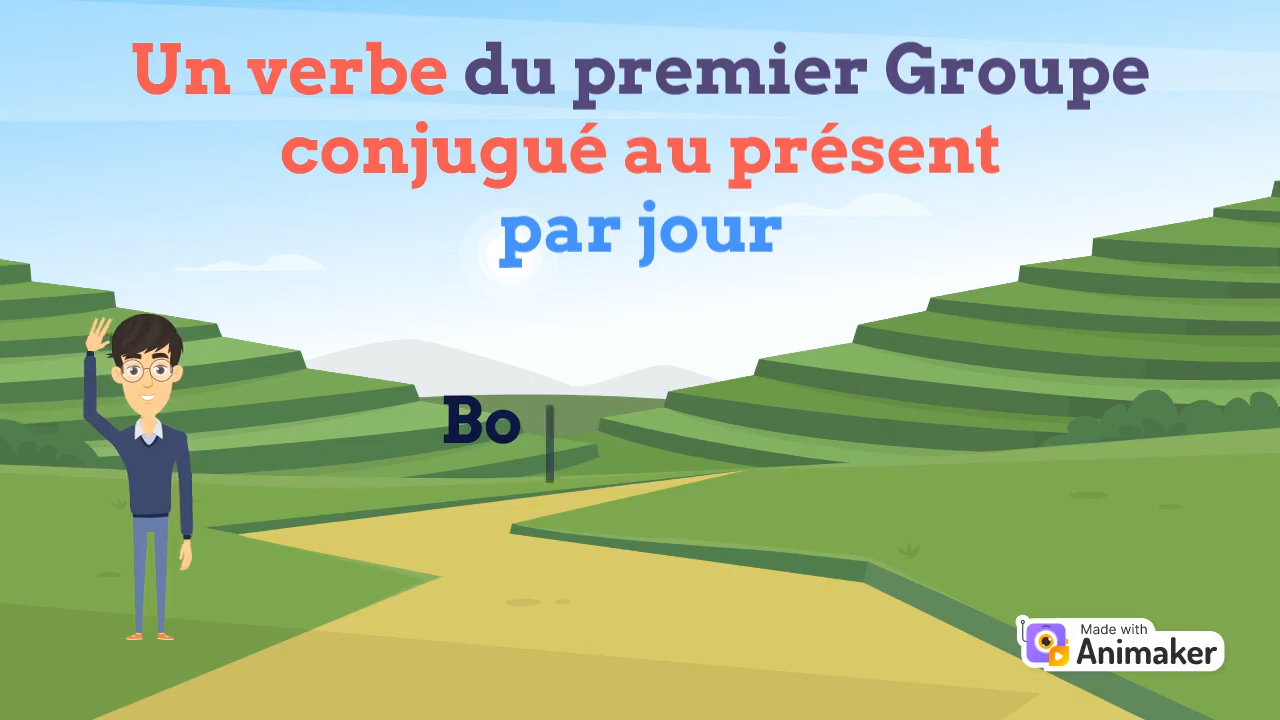 Un verbe du premier Groupe
conjugué au présent
par jour
Bo
Made with
Animaker